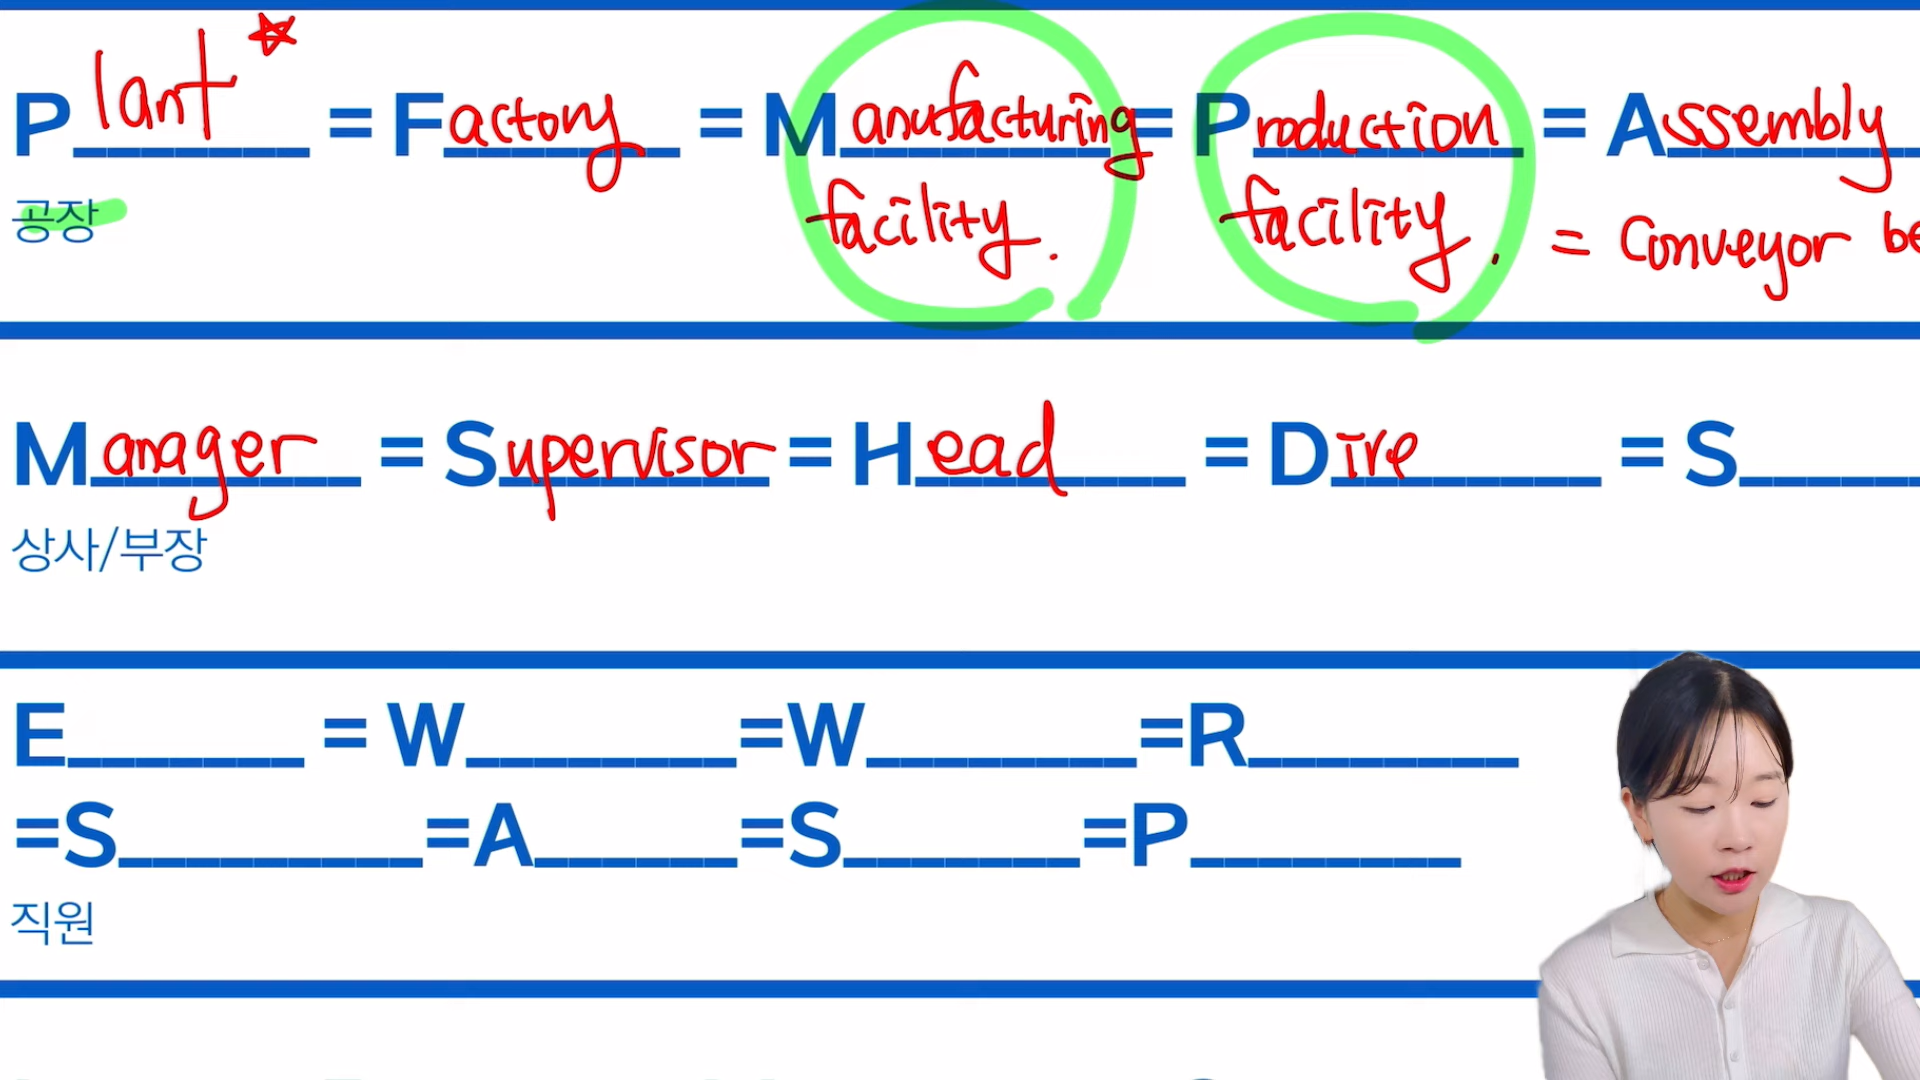 Plant = Factory = Manufacturing = Production = Assembly
facility. facility. = Conveyor be
공장
Manager = Supervisor = Head = Dire = S
상사/부장
E = W =W =R
=S =A =S =P
직원